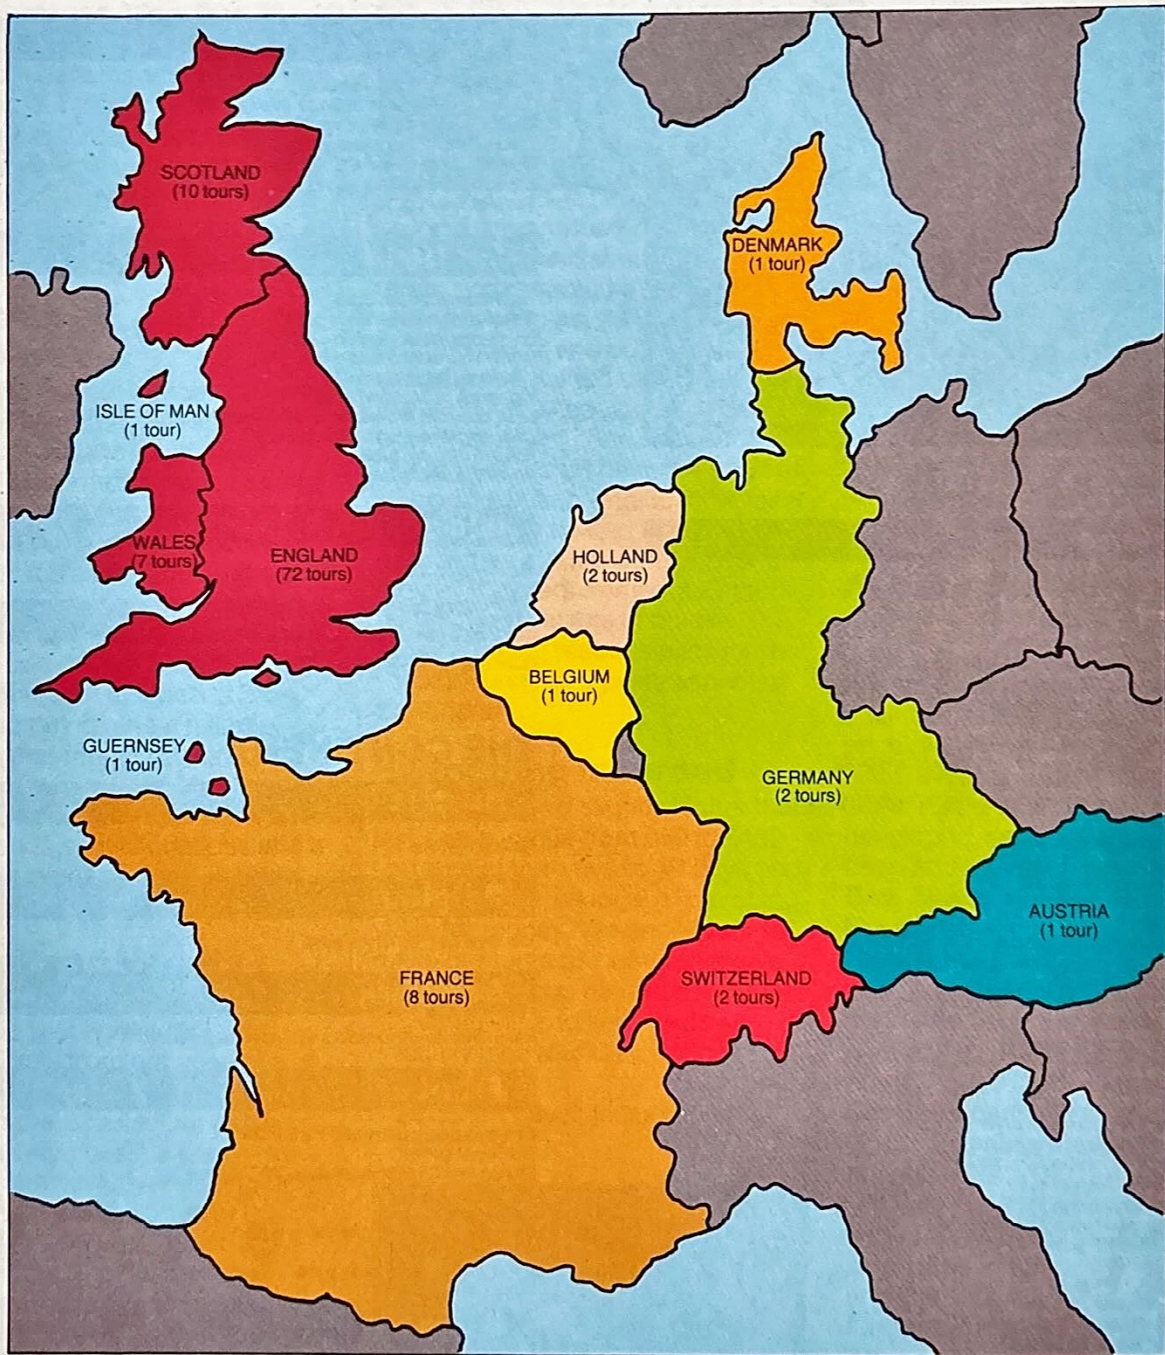 SCOTLAND
(10 tours)
DENMARK
(1 tour)
ISLE OF MAN
(1 tour)
WALES
(7 tours)
ENGLAND
(72 tours)
HOLLAND
(2 tours)
BELGIUM
(1 tour)
GUERNSEY
(1 tour)
GERMANY
(2 tours)
AUSTRIA
(1 tour)
FRANCE
(8 tours)
SWITZERLAND
(2 tours)